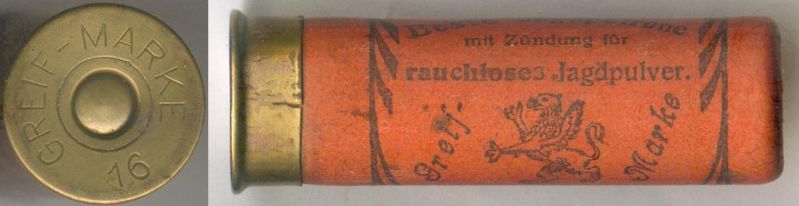 GREIF-MARKE
16
mit Zündung für
rauchloses Jagdpulver.
Greif
Marke